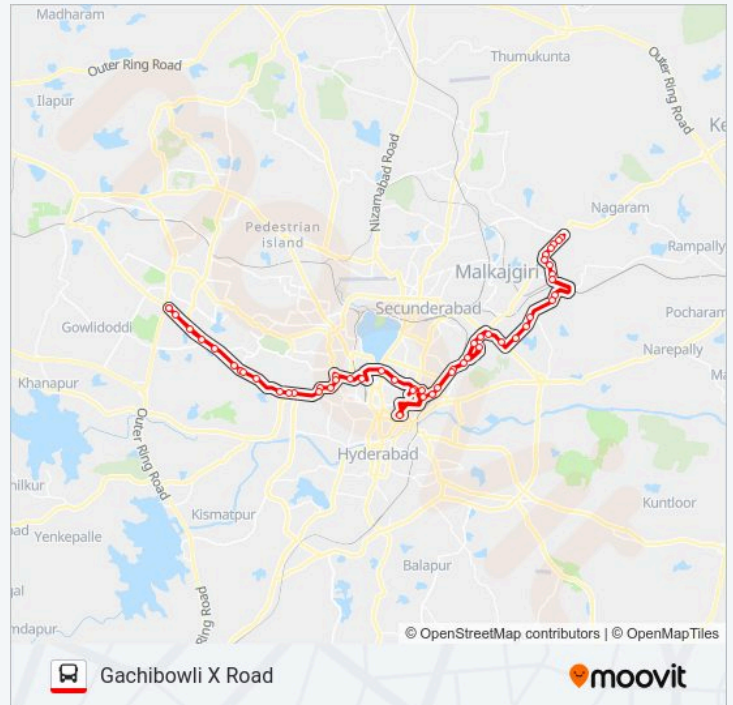 Madharam
Thumukunta
Outer Ring Road
Ilapur
Outer Ring Road
Ke
Nizamabad Road
Nagaram
Pedestrian
island
Rampally
Malkajgiri
Secunderabad
Pocharam
Gowlidoddi
Narepally
Khanapur
Ma
Outer Ring Road
Hyderabad
hilkur
Kismatpur
Kuntloor
ad
Yenkepalle
Balapur
gal
Ring Road
mdapur
© OpenStreetMap contributors | © OpenMapTiles
Gachibowli X Road
moovit